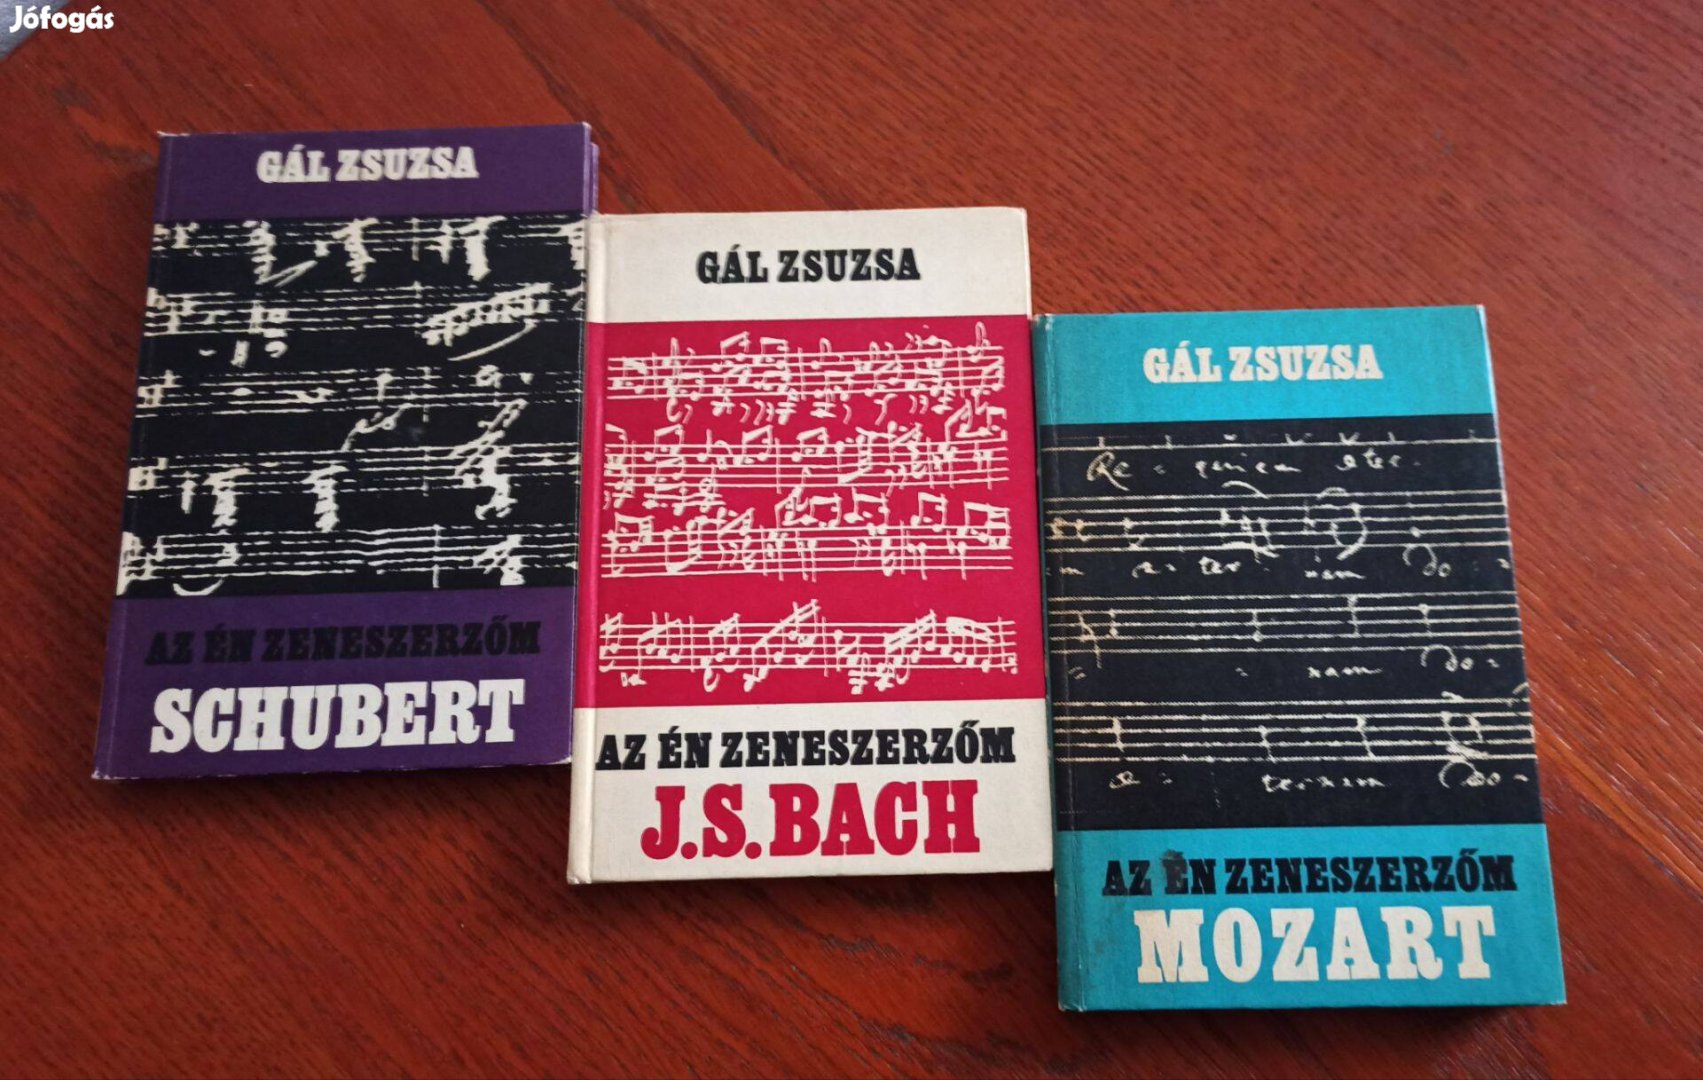 Jófogás
GÁL ZSUZSA
AZ ÉN ZENESZERZŐM
SCHUBERT
GÁL ZSUZSA
AZ ÉN ZENESZERZŐM
J.S. BACH
GÁL ZSUZSA
AZ ÉN ZENESZERZŐM
MOZART